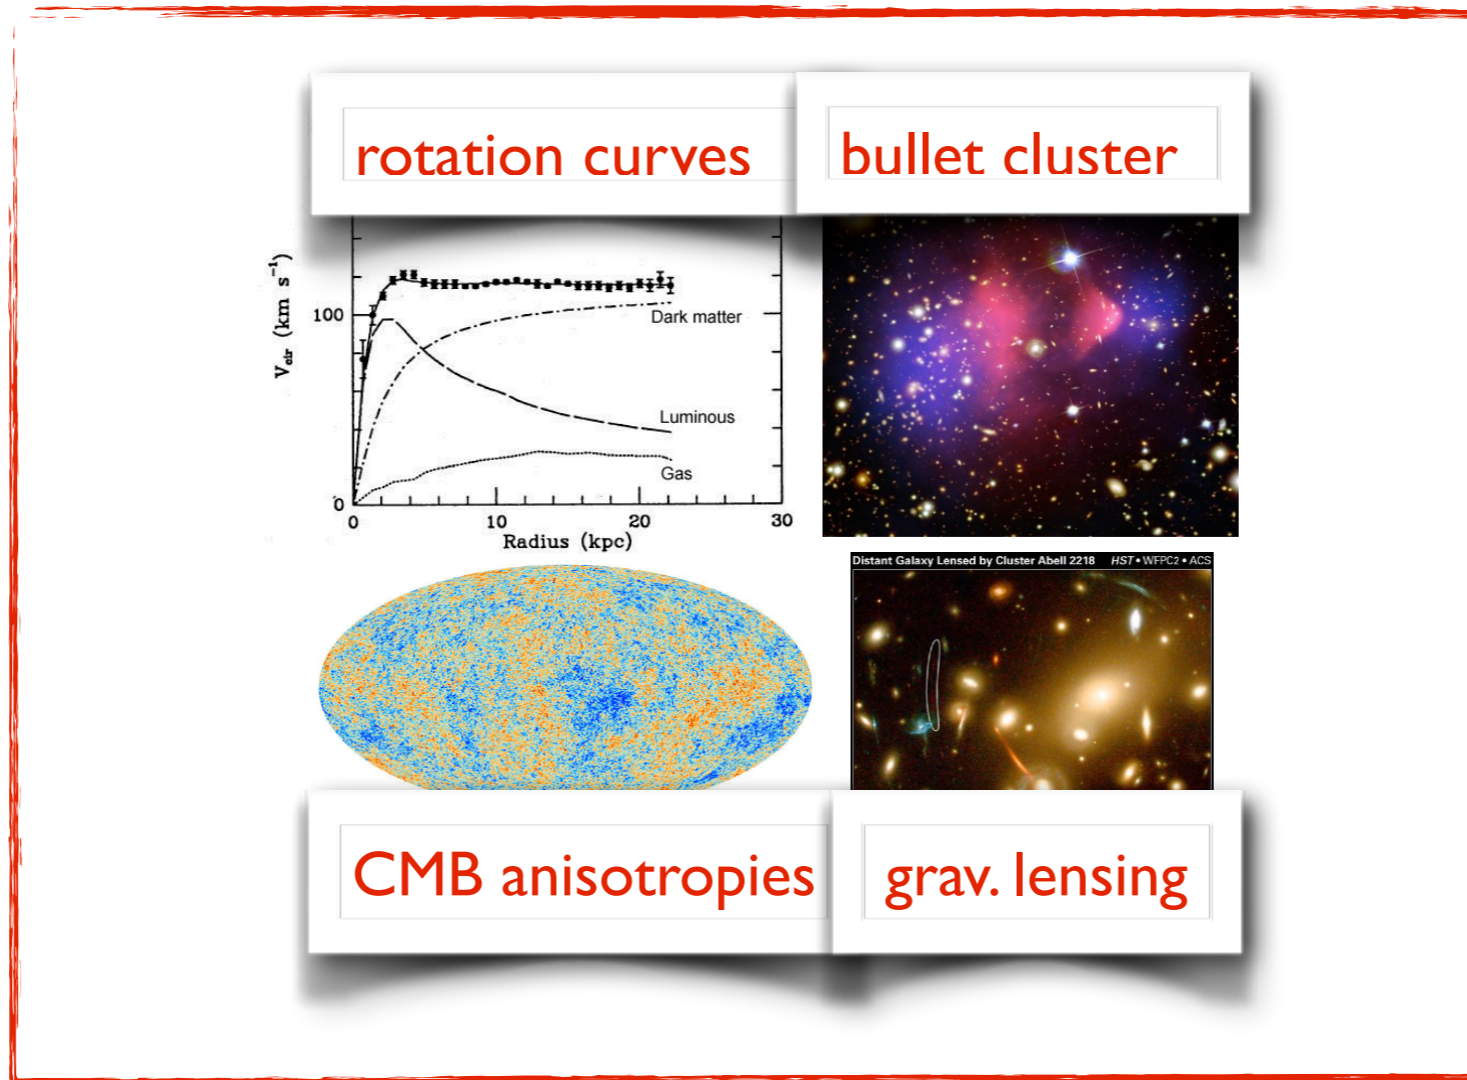 rotation curves
bullet cluster
V_cir (km s⁻¹)
100
0
Dark matter
Luminous
Gas
0 10 20 30
Radius (kpc)
Distant Galaxy Lensed by Cluster Abell 2218 HST • WFPC2 • ACS
CMB anisotropies
grav. lensing